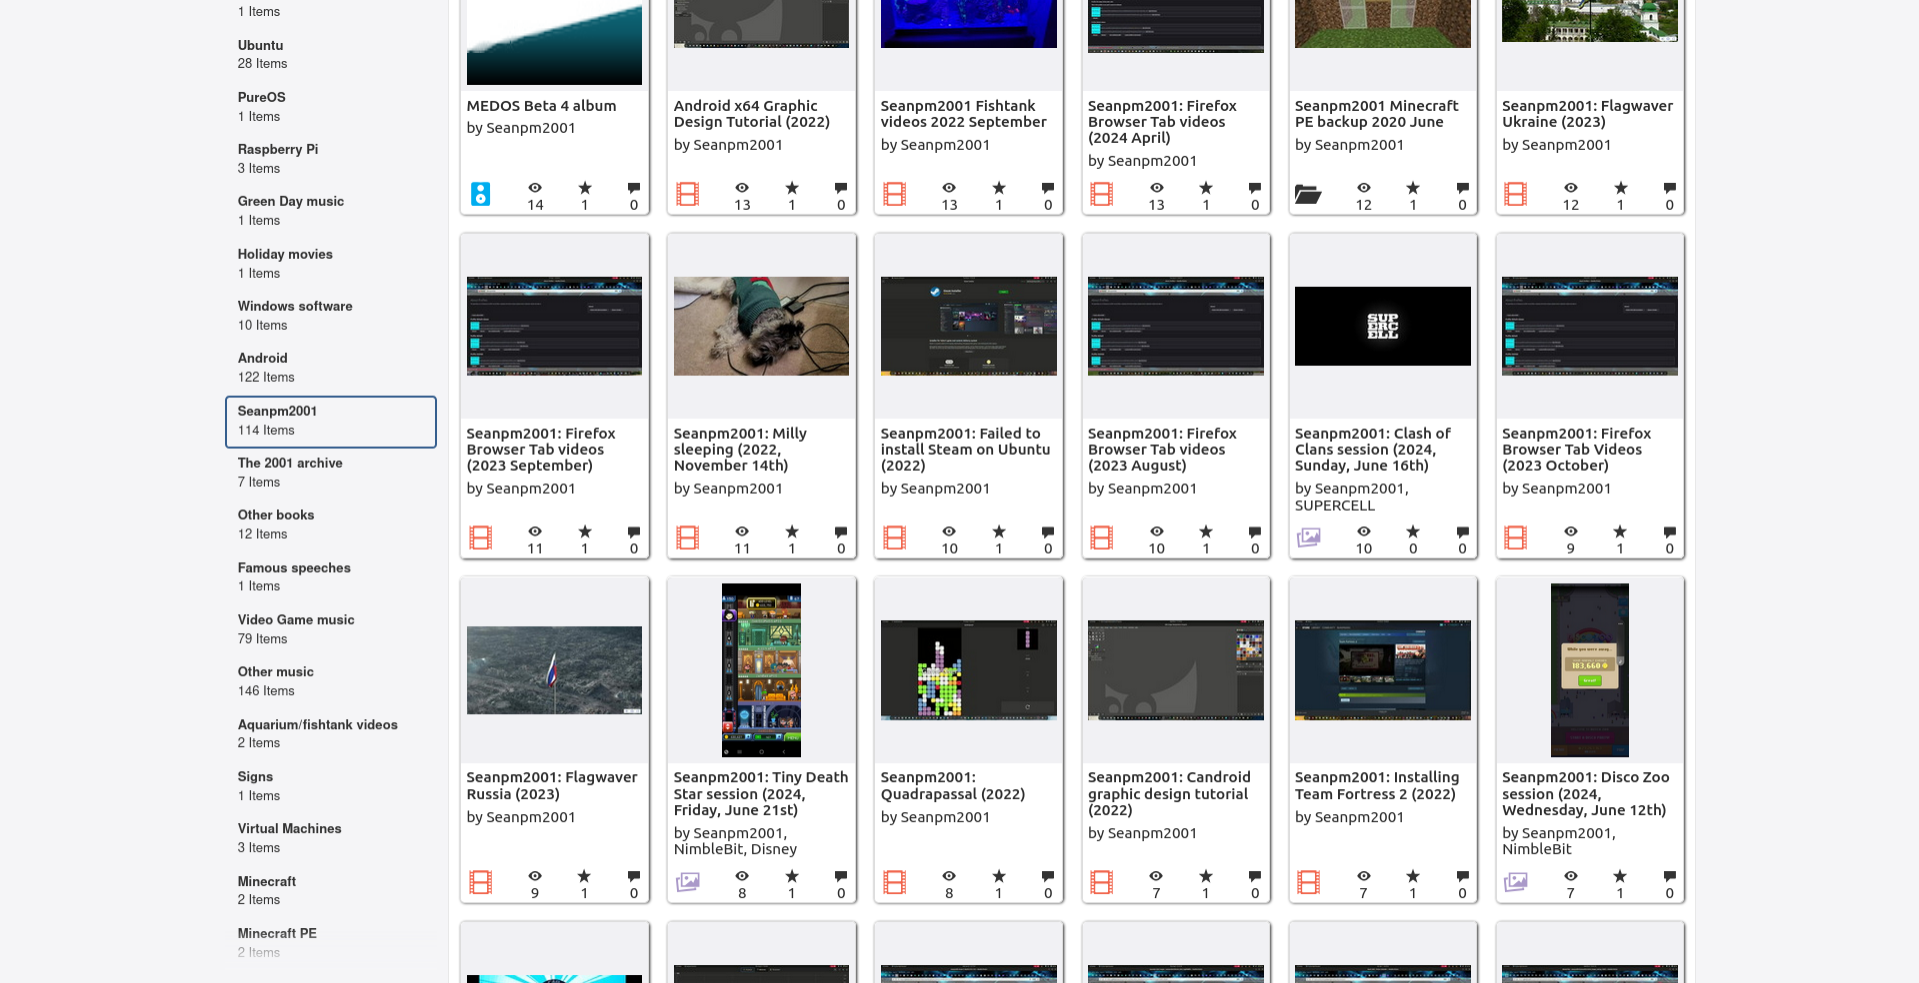 1 Items
Ubuntu
28 Items
PureOS
1 Items
Raspberry Pi
3 Items
Green Day music
1 Items
Holiday movies
1 Items
Windows software
10 Items
Android
122 Items
Seanpm2001
114 Items
The 2001 archive
7 Items
Other books
12 Items
Famous speeches
1 Items
Video Game music
79 Items
Other music
146 Items
Aquarium/fishtank videos
2 Items
Signs
1 Items
Virtual Machines
3 Items
Minecraft
2 Items
Minecraft PE
2 Items
MEDOS Beta 4 album
by Seanpm2001
14
1
0
Android x64 Graphic
Design Tutorial (2022)
by Seanpm2001
13
1
0
Seanpm2001 Fishtank
videos 2022 September
by Seanpm2001
13
1
0
Seanpm2001: Firefox
Browser Tab videos
(2024 April)
by Seanpm2001
13
1
0
Seanpm2001 Minecraft
PE backup 2020 June
by Seanpm2001
12
1
0
Seanpm2001: Flagwaver
Ukraine (2023)
by Seanpm2001
12
1
0
Seanpm2001: Firefox
Browser Tab videos
(2023 September)
by Seanpm2001
11
1
0
Seanpm2001: Milly
sleeping (2022,
November 14th)
by Seanpm2001
11
1
0
Seanpm2001: Failed to
install Steam on Ubuntu
(2022)
by Seanpm2001
10
1
0
Seanpm2001: Firefox
Browser Tab videos
(2023 August)
by Seanpm2001
10
1
0
SUP
ERC
ELL
Seanpm2001: Clash of
Clans session (2024,
Sunday, June 16th)
by Seanpm2001,
SUPERCELL
10
0
0
Seanpm2001: Firefox
Browser Tab Videos
(2023 October)
by Seanpm2001
9
1
0
Seanpm2001: Flagwaver
Russia (2023)
by Seanpm2001
9
1
0
Seanpm2001: Tiny Death
Star session (2024,
Friday, June 21st)
by Seanpm2001,
NimbleBit, Disney
8
1
0
Seanpm2001:
Quadrapassal (2022)
by Seanpm2001
8
1
0
Seanpm2001: Candroid
graphic design tutorial
(2022)
by Seanpm2001
7
1
0
Seanpm2001: Installing
Team Fortress 2 (2022)
by Seanpm2001
7
1
0
While you were away...
183,660
Seanpm2001: Disco Zoo
session (2024,
Wednesday, June 12th)
by Seanpm2001,
NimbleBit
7
1
0